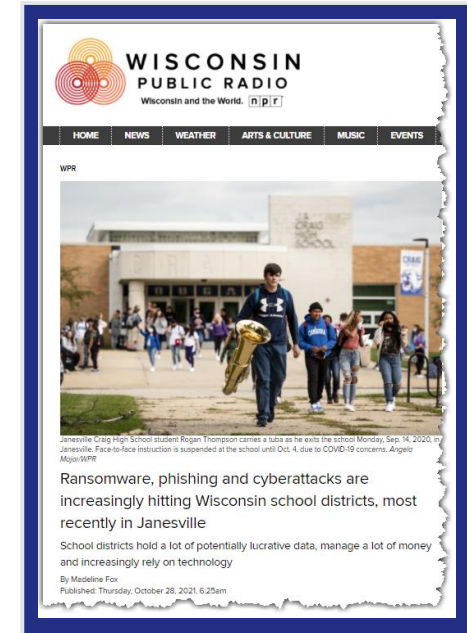 WISCONSIN
PUBLIC RADIO
Wisconsin and the World. npr
HOME NEWS WEATHER ARTS & CULTURE MUSIC EVENTS
WPR
J.A.
CRAIG
HIGH
SCHOOL
CRAIG
Janesville Craig High School student Rogan Thompson carries a tuba as he exits the school Monday, Sep. 14, 2020, in
Janesville. Face-to-face instruction is suspended at the school until Oct. 4, due to COVID-19 concerns. Angela
Major/WPR
Ransomware, phishing and cyberattacks are
increasingly hitting Wisconsin school districts, most
recently in Janesville
School districts hold a lot of potentially lucrative data, manage a lot of money
and increasingly rely on technology
By Madeline Fox
Published: Thursday, October 28, 2021, 6:25am